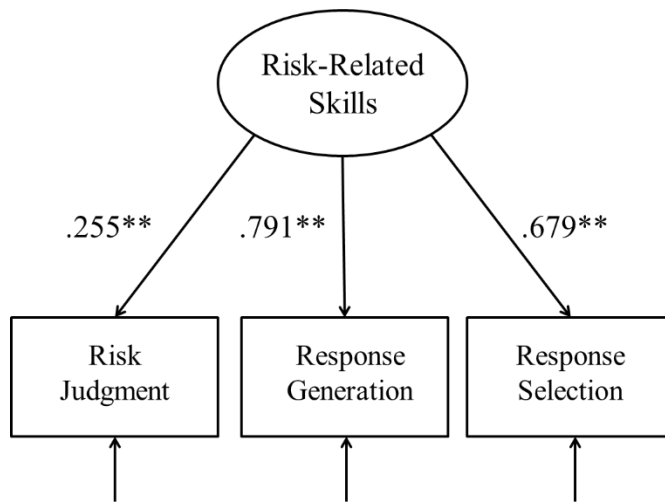 Risk-Related
Skills
.255** .791** .679**
Risk
Judgment
Response
Generation
Response
Selection